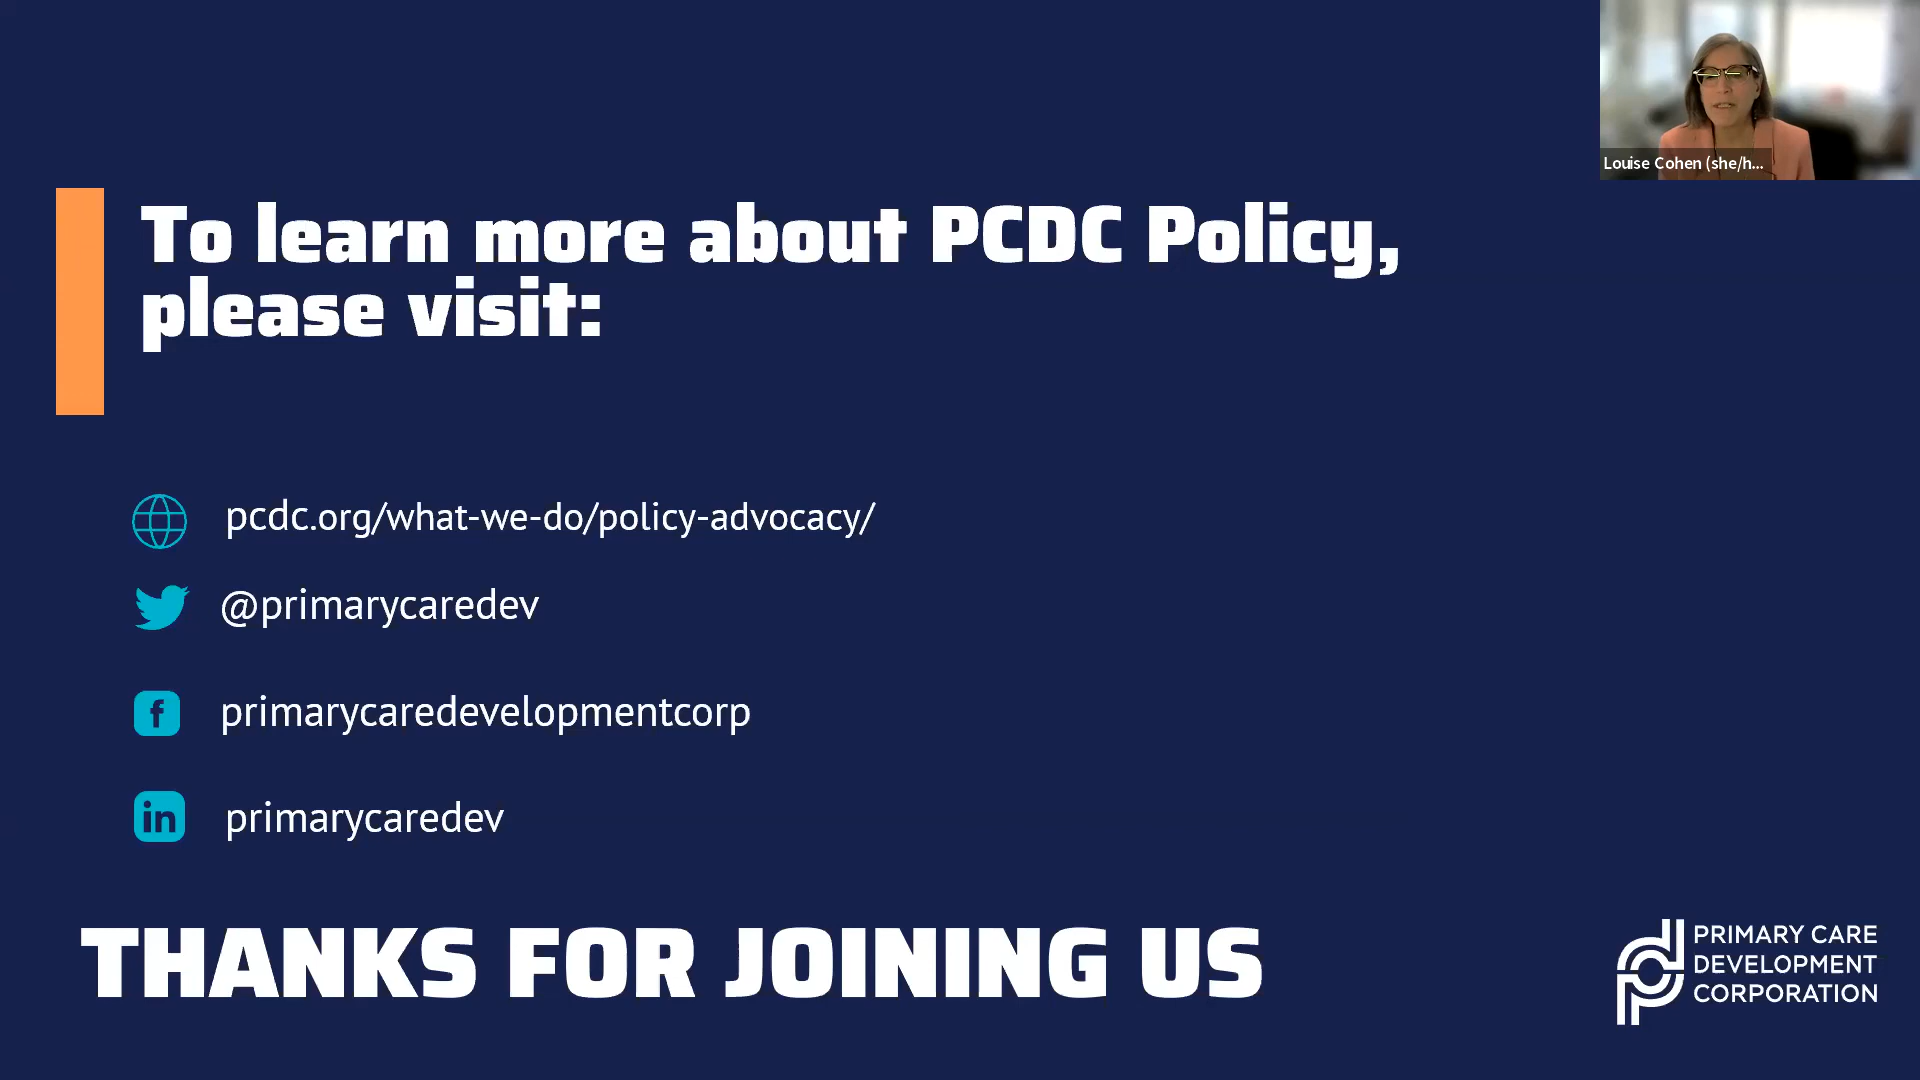 Louise Cohen (she/h...
To learn more about PCDC Policy,
please visit:
pcdc.org/what-we-do/policy-advocacy/
@primarycaredev
primarycaredevelopmentcorp
primarycaredev
THANKS FOR JOINING US
PRIMARY CARE
DEVELOPMENT
CORPORATION